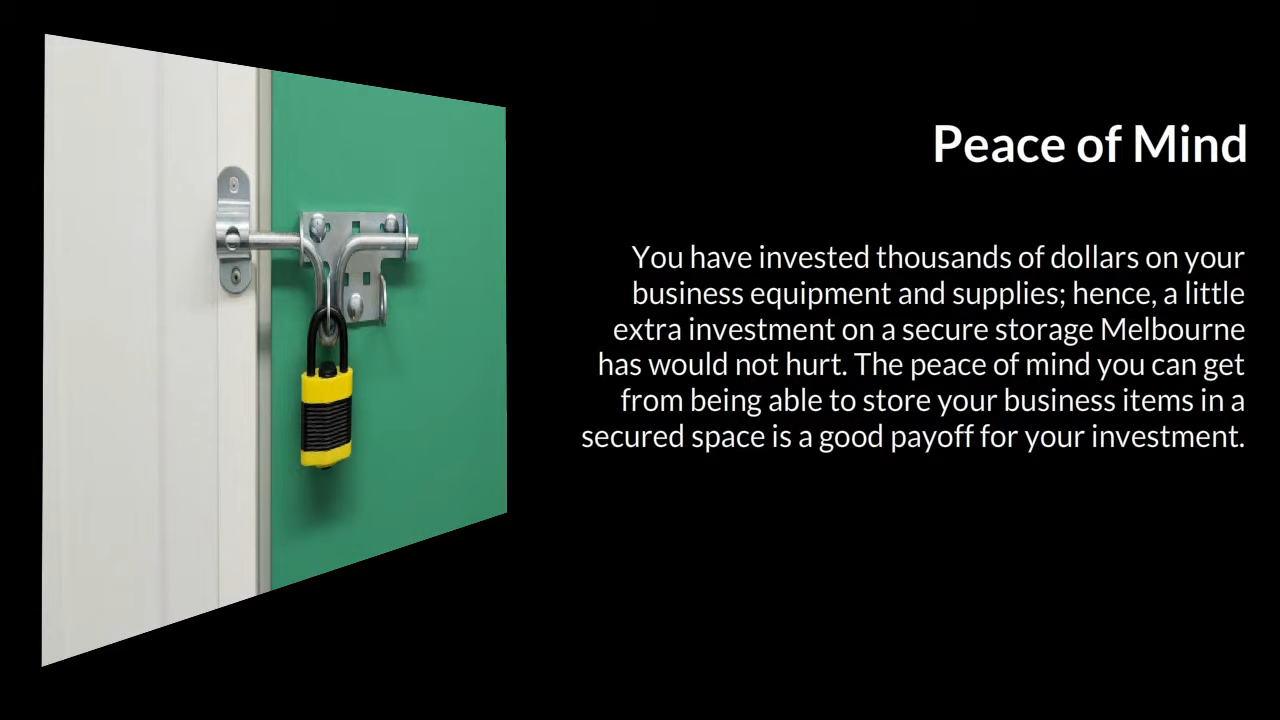 Peace of Mind
You have invested thousands of dollars on your
business equipment and supplies; hence, a little
extra investment on a secure storage Melbourne
has would not hurt. The peace of mind you can get
from being able to store your business items in a
secured space is a good payoff for your investment.